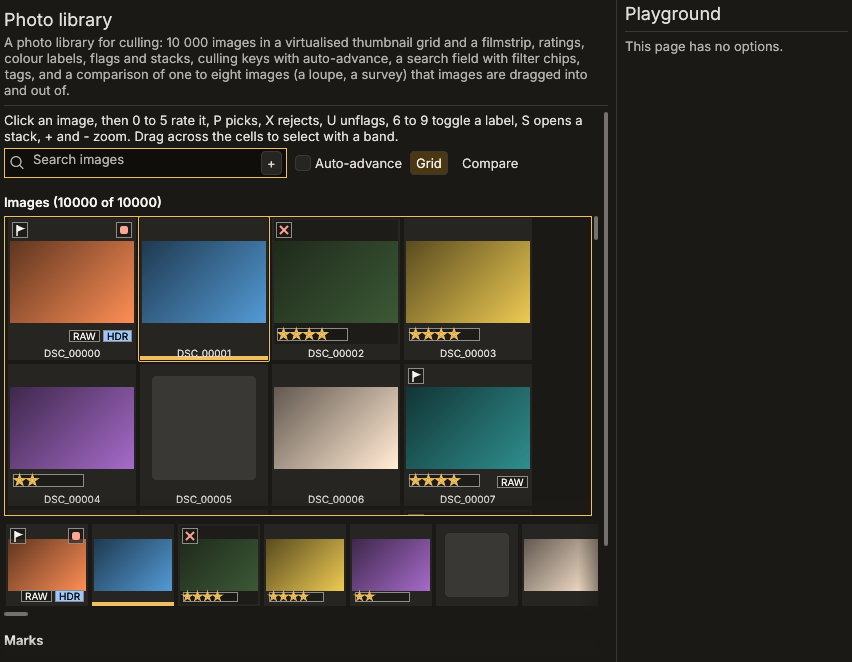 Photo library
A photo library for culling: 10 000 images in a virtualised thumbnail grid and a filmstrip, ratings,
colour labels, flags and stacks, culling keys with auto-advance, a search field with filter chips,
tags, and a comparison of one to eight images (a loupe, a survey) that images are dragged into
and out of.
Click an image, then 0 to 5 rate it, P picks, X rejects, U unflags, 6 to 9 toggle a label, S opens a
stack, + and - zoom. Drag across the cells to select with a band.
Search images + Auto-advance Grid Compare
Images (10000 of 10000)
RAW HDR
DSC_00000 DSC_00001 DSC_00002 DSC_00003
RAW
DSC_00004 DSC_00005 DSC_00006 DSC_00007
RAW HDR
Marks
Playground
This page has no options.